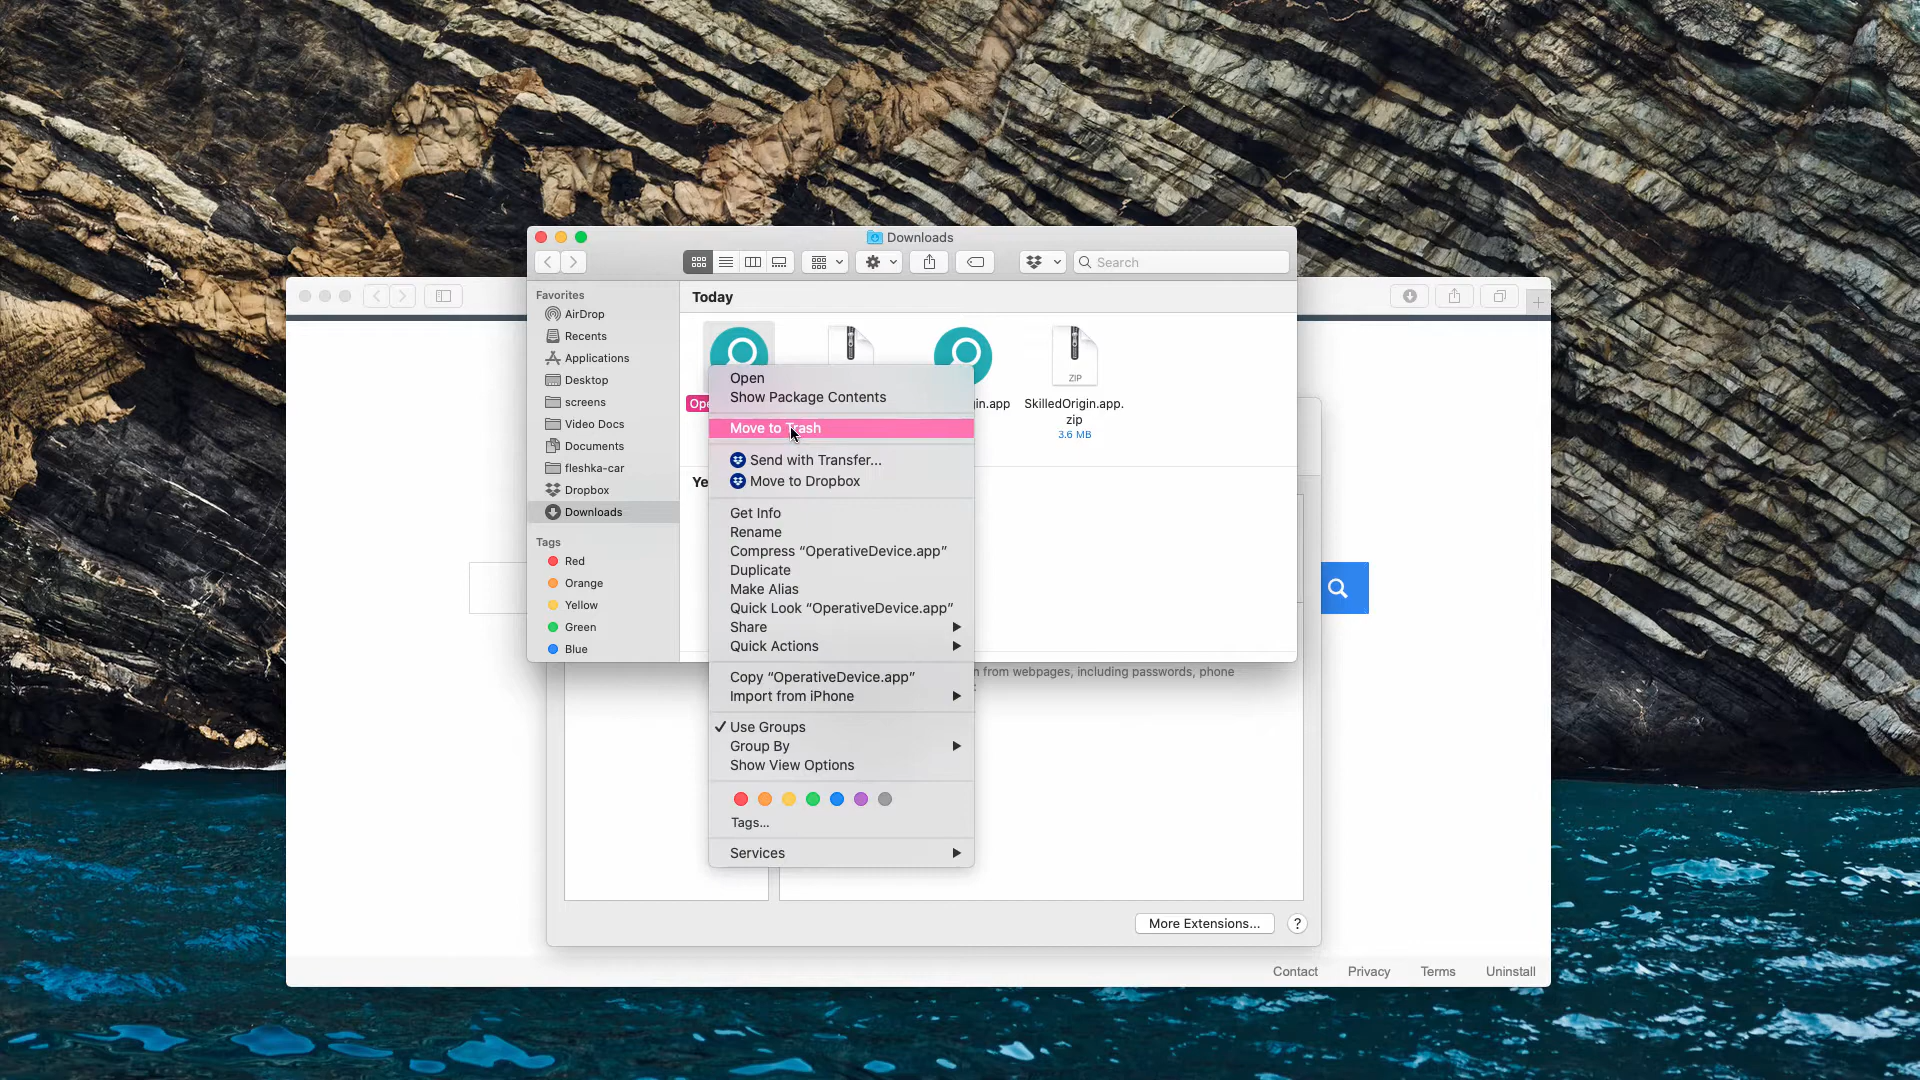 Downloads
Search
Favorites
AirDrop
Recents
Applications
Desktop
screens
Video Docs
Documents
fleshka-car
Dropbox
Downloads
Tags
Red
Orange
Yellow
Green
Blue
Today
ZIP
SkilledOrigin.app.
zip
3.6 MB
Open
Show Package Contents
Move to Trash
Send with Transfer...
Move to Dropbox
Get Info
Rename
Compress “OperativeDevice.app”
Duplicate
Make Alias
Quick Look “OperativeDevice.app”
Share
Quick Actions
Copy “OperativeDevice.app”
Import from iPhone
Use Groups
Group By
Show View Options
Tags...
Services
from webpages, including passwords, phone
More Extensions...
?
Contact
Privacy
Terms
Uninstall